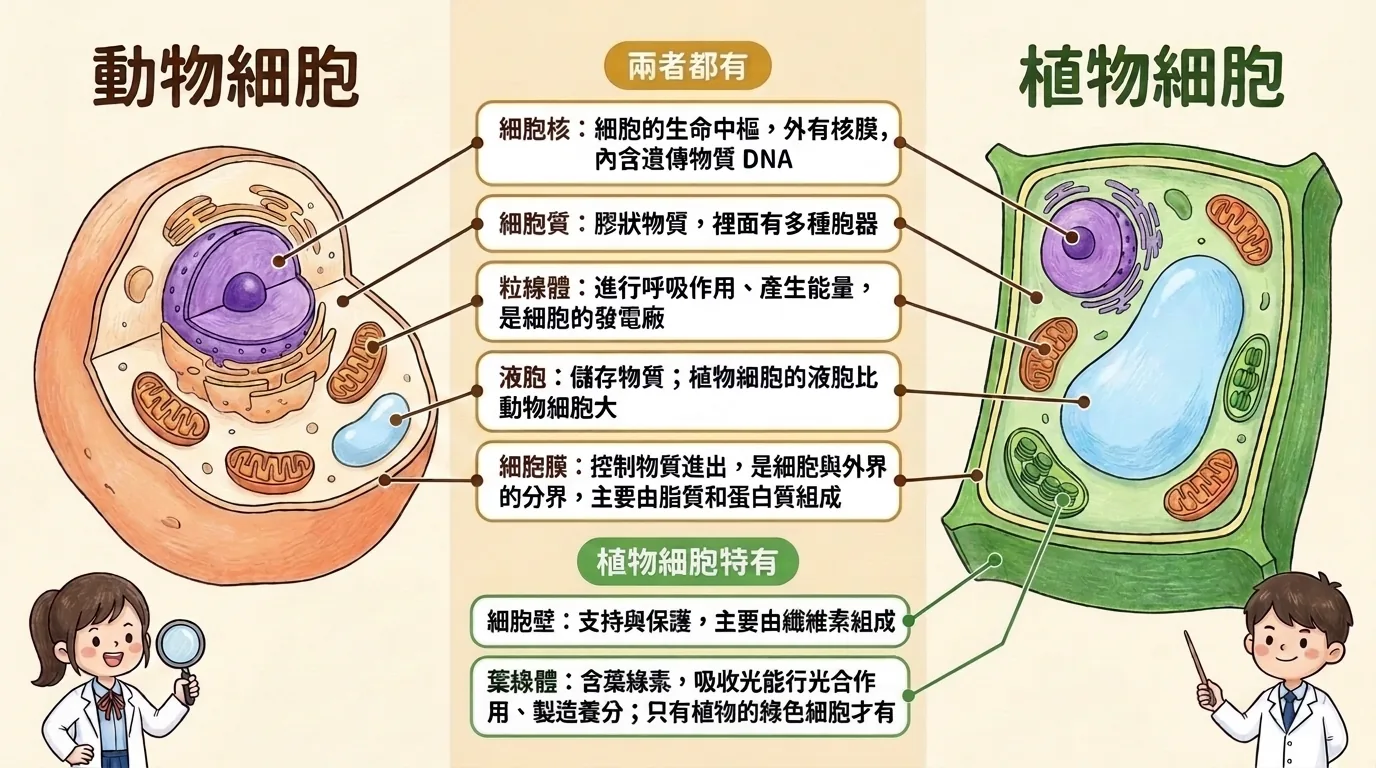 動物細胞
兩者都有
植物細胞
細胞核：細胞的生命中樞，外有核膜，
內含遺傳物質 DNA
細胞質：膠狀物質，裡面有多種胞器
粒線體：進行呼吸作用、產生能量，
是細胞的發電廠
液胞：儲存物質；植物細胞的液胞比
動物細胞大
細胞膜：控制物質進出，是細胞與外界
的分界，主要由脂質和蛋白質組成
植物細胞特有
細胞壁：支持與保護，主要由纖維素組成
葉綠體：含葉綠素，吸收光能行光合作
用、製造養分；只有植物的綠色細胞才有